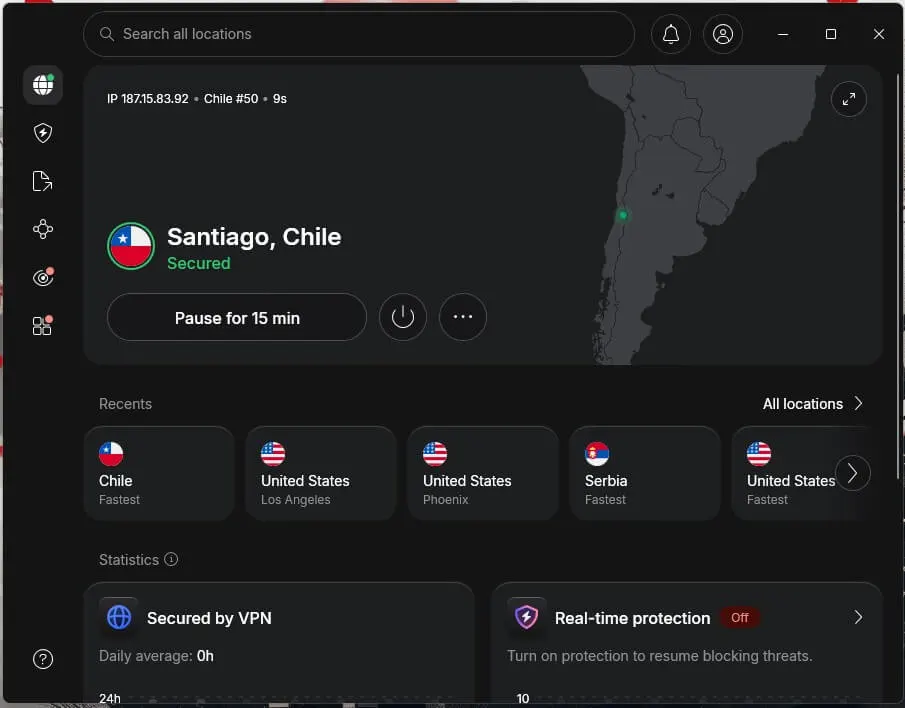 Search all locations
IP 187.15.83.92 • Chile #50 • 9s
Santiago, Chile
Secured
Pause for 15 min
Recents
All locations
Chile
Fastest
United States
Los Angeles
United States
Phoenix
Serbia
Fastest
United States
Fastest
Statistics
Secured by VPN
Daily average: 0h
24h
Real-time protection Off
Turn on protection to resume blocking threats.
10